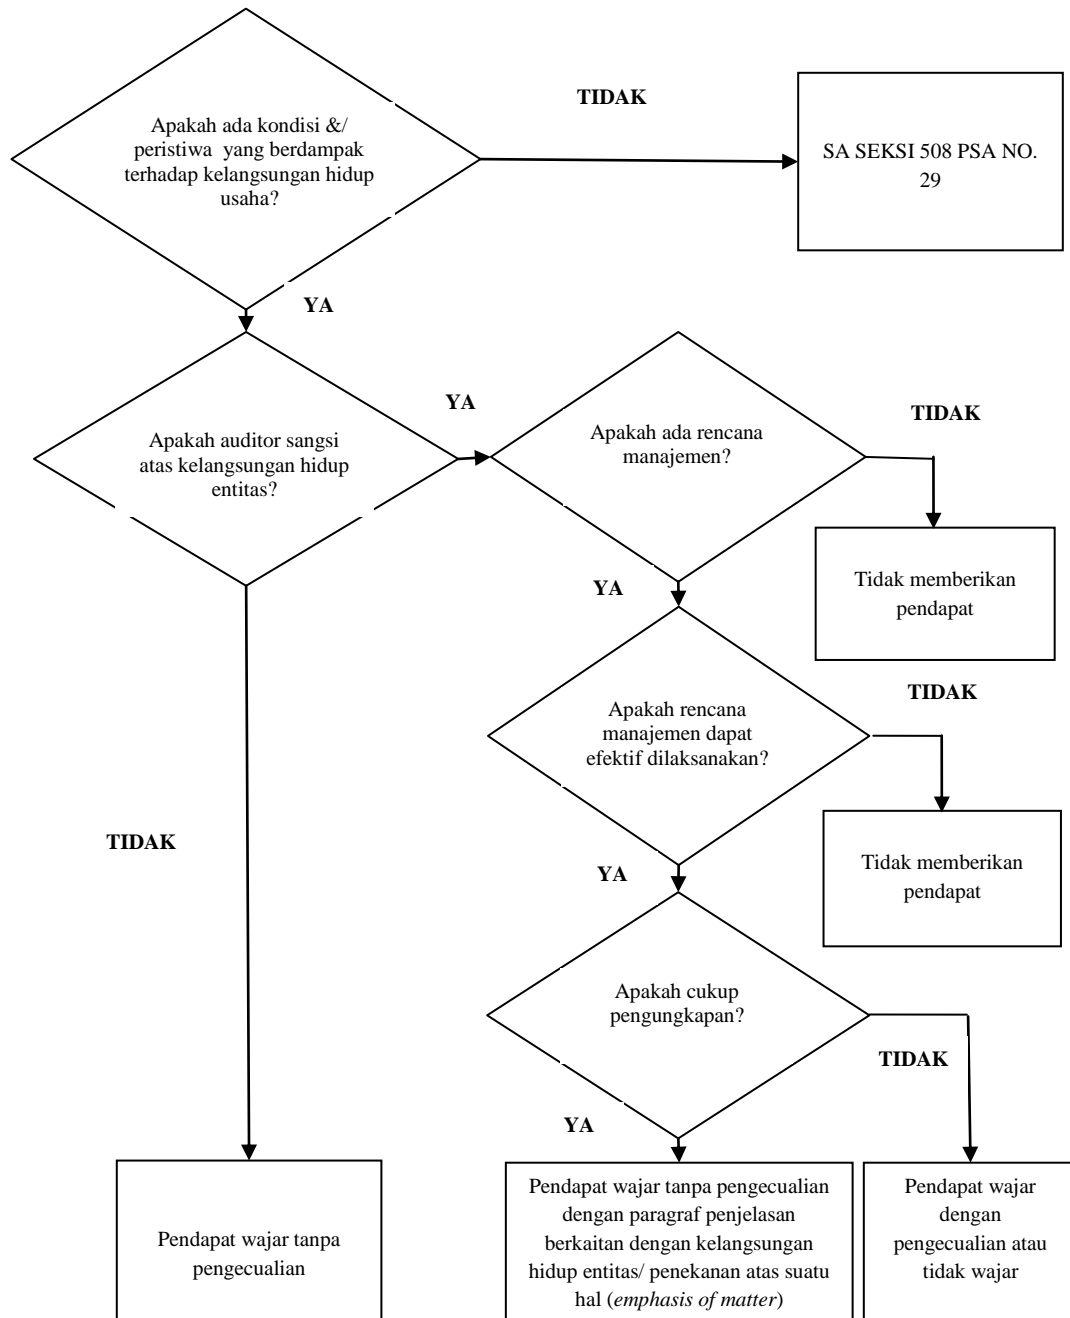 TIDAK
Apakah ada kondisi &/
peristiwa yang berdampak
terhadap kelangsungan hidup
usaha?
SA SEKSI 508 PSA NO.
29
YA
YA
TIDAK
Apakah auditor sangsi
atas kelangsungan hidup
entitas?
Apakah ada rencana
manajemen?
Tidak memberikan
pendapat
YA
TIDAK
Apakah rencana
manajemen dapat
efektif dilaksanakan?
TIDAK
Tidak memberikan
pendapat
YA
Apakah cukup
pengungkapan?
TIDAK
YA
Pendapat wajar tanpa
pengecualian
Pendapat wajar tanpa pengecualian
dengan paragraf penjelasan
berkaitan dengan kelangsungan
hidup entitas/ penekanan atas suatu
hal (emphasis of matter)
Pendapat wajar
dengan
pengecualian atau
tidak wajar